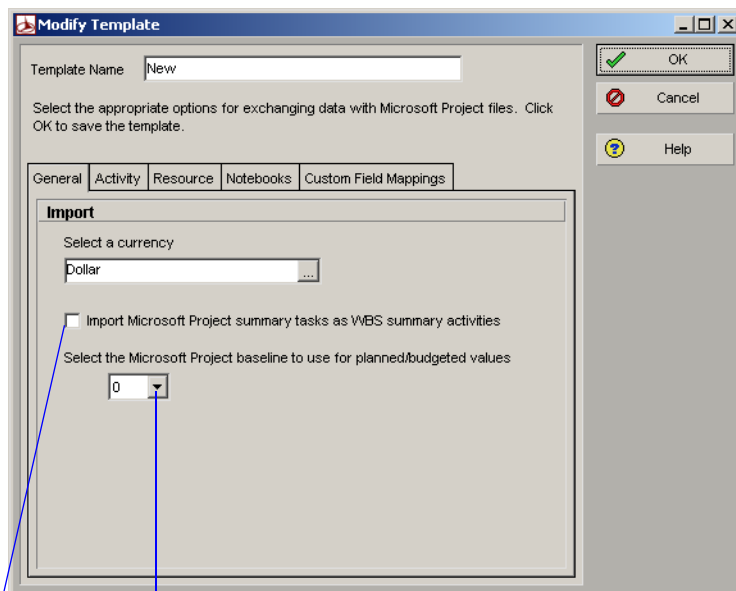 Modify Template
Template Name New
OK
Cancel
Help
Select the appropriate options for exchanging data with Microsoft Project files. Click
OK to save the template.
General Activity Resource Notebooks Custom Field Mappings
Import
Select a currency
Dollar ...
Import Microsoft Project summary tasks as WBS summary activities
Select the Microsoft Project baseline to use for planned/budgeted values
0